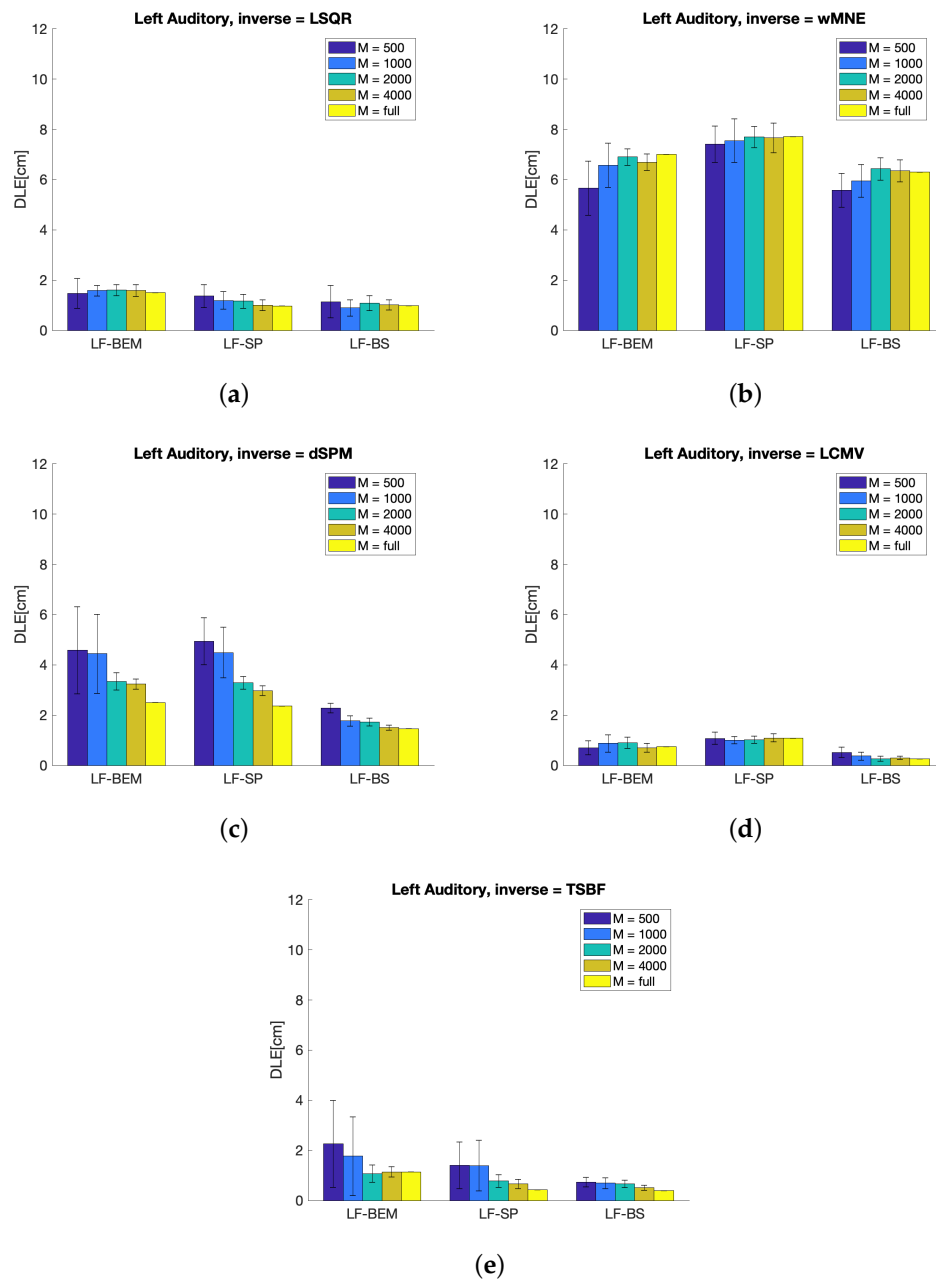 Left Auditory, inverse = LSQR
12
10
8
6
4
2
0
DLE[cm]
M = 500
M = 1000
M = 2000
M = 4000
M = full
LF-BEM LF-SP LF-BS
(a)
Left Auditory, inverse = wMNE
12
10
8
6
4
2
0
DLE[cm]
M = 500
M = 1000
M = 2000
M = 4000
M = full
LF-BEM LF-SP LF-BS
(b)
Left Auditory, inverse = dSPM
12
10
8
6
4
2
0
DLE[cm]
M = 500
M = 1000
M = 2000
M = 4000
M = full
LF-BEM LF-SP LF-BS
(c)
Left Auditory, inverse = LCMV
12
10
8
6
4
2
0
DLE[cm]
M = 500
M = 1000
M = 2000
M = 4000
M = full
LF-BEM LF-SP LF-BS
(d)
Left Auditory, inverse = TSBF
12
10
8
6
4
2
0
DLE[cm]
M = 500
M = 1000
M = 2000
M = 4000
M = full
LF-BEM LF-SP LF-BS
(e)